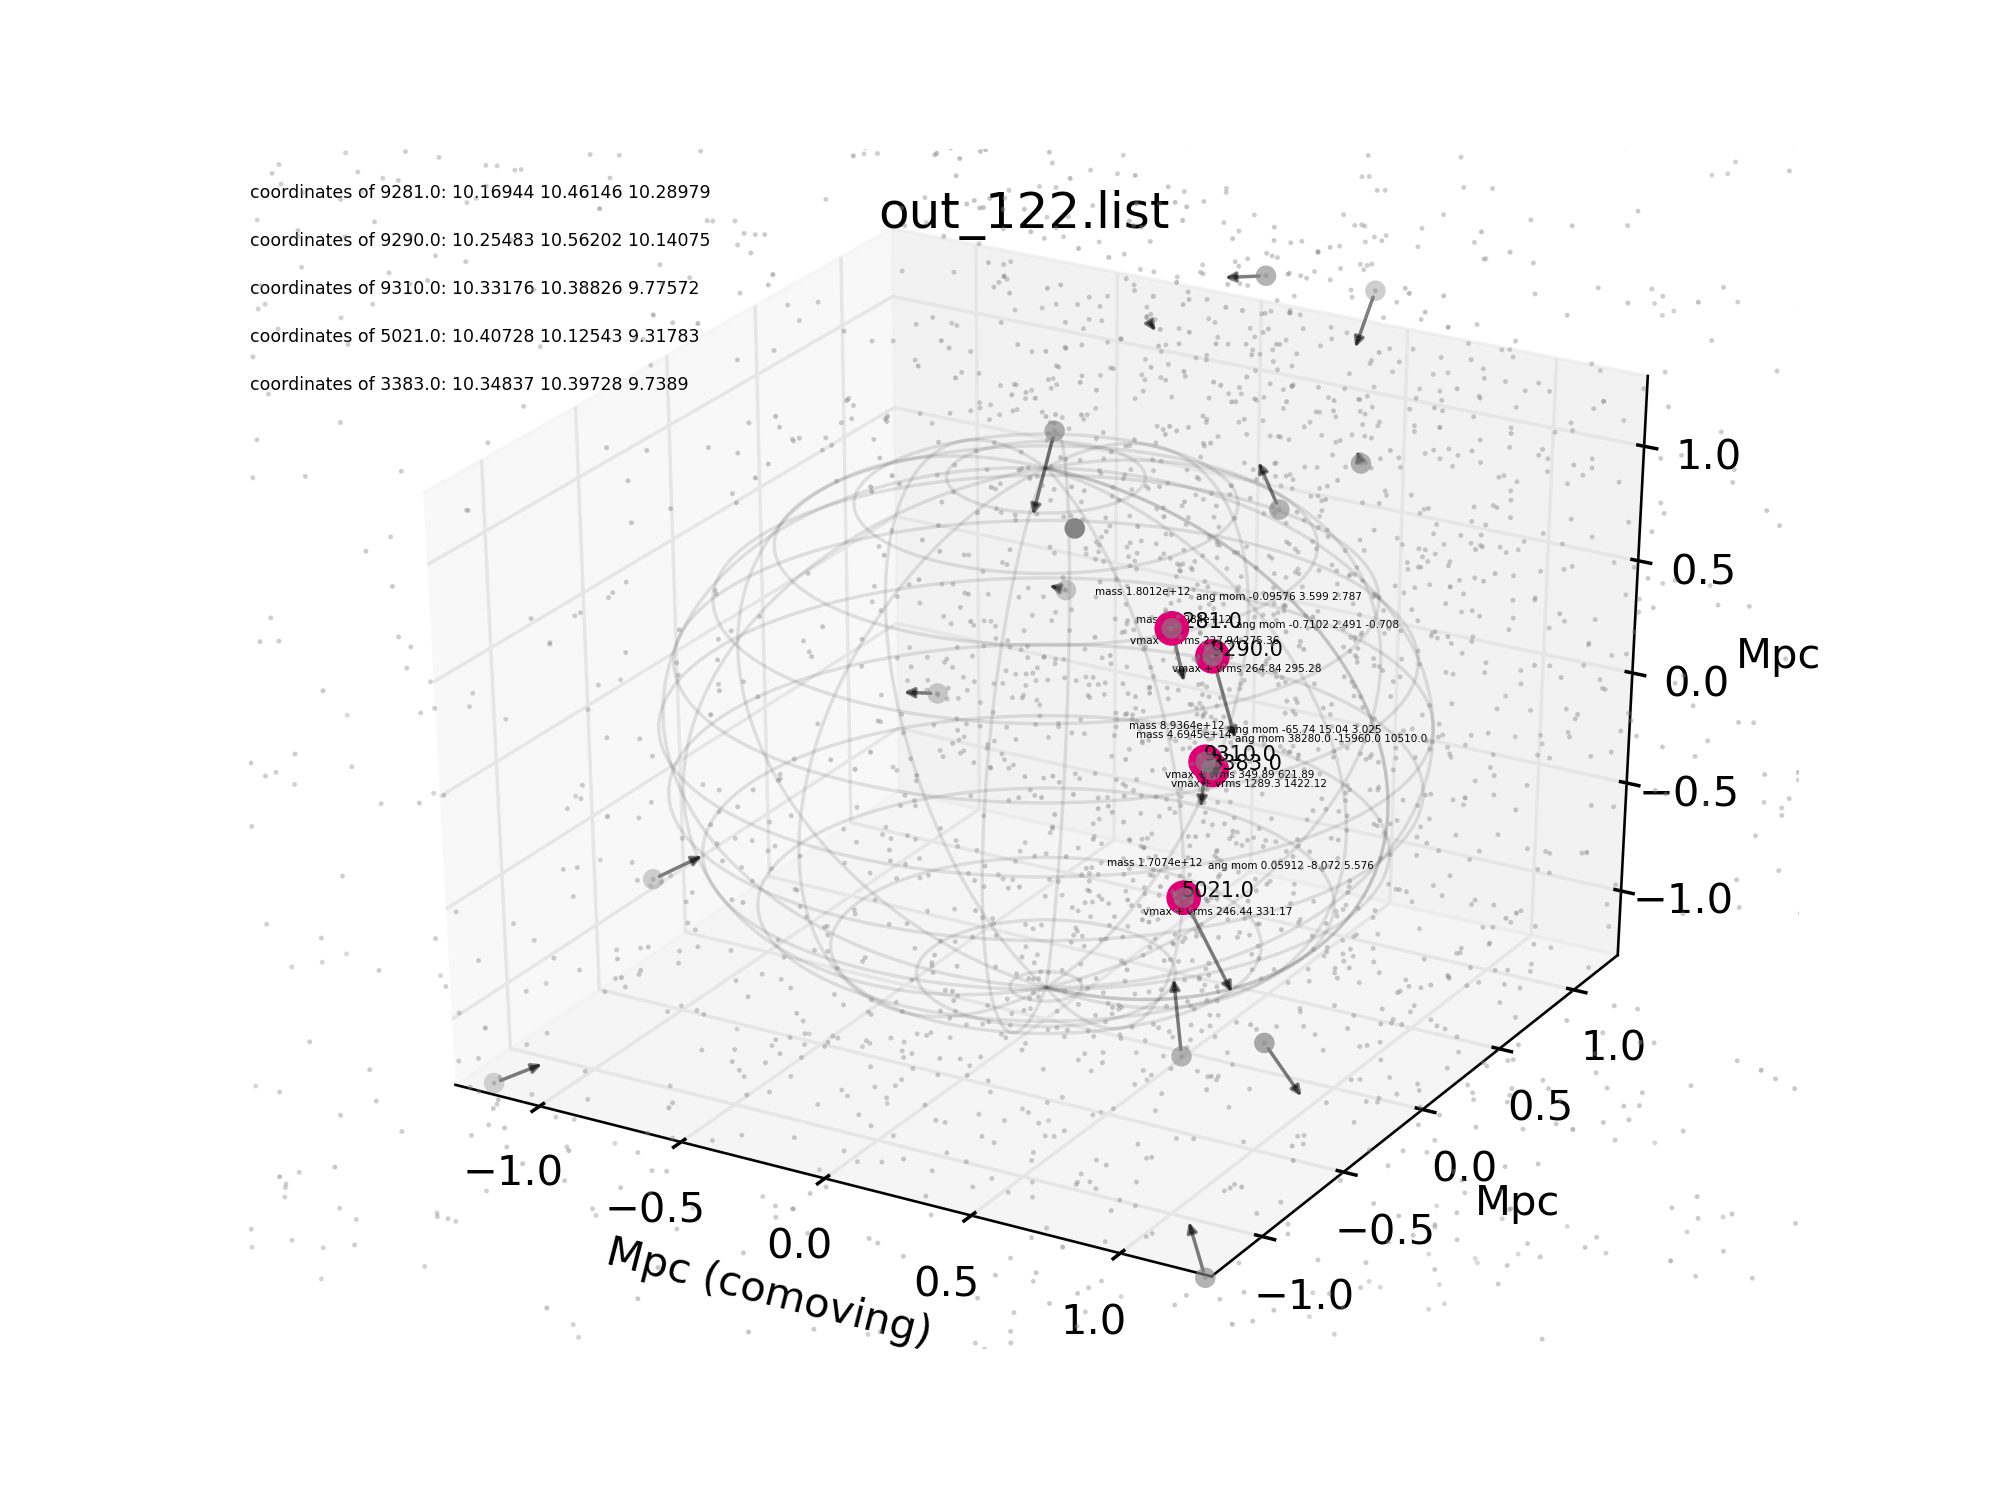 coordinates of 9281.0: 10.16944 10.46146 10.28979
out_122.list
coordinates of 9290.0: 10.25483 10.56202 10.14075
coordinates of 9310.0: 10.33176 10.38826 9.77572
coordinates of 5021.0: 10.40728 10.12543 9.31783
coordinates of 3383.0: 10.34837 10.39728 9.7389
mass 1.8012e+12
ang mom -0.09576 3.599 2.787
281.0
ang mom -0.7102 2.491 -0.708
9290.0
vmax + vrms 264.84 295.28
mass 8.9364e+12
ang mom -65.74 15.04 3.025
mass 4.6945e+14
ang mom 38280.0 -15960.0 10510.0
9310.0
383.0
vmax + vrms 349.89 621.89
vmax + vrms 1289.3 1422.12
mass 1.7074e+12
ang mom 0.05912 -8.072 5.576
5021.0
vmax + vrms 246.44 331.17
1.0
0.5
0.0
−0.5
−1.0
Mpc
1.0
0.5
0.0
−0.5
−1.0
Mpc
−1.0
−0.5
0.0
0.5
1.0
Mpc (comoving)